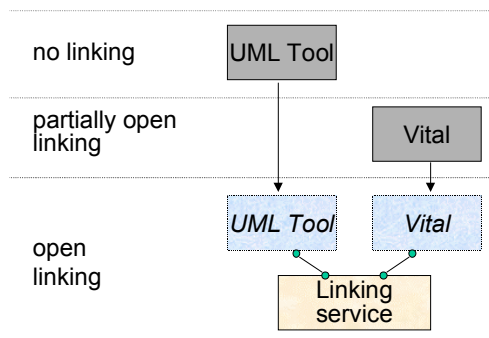 no linking
UML Tool
partially open
linking
Vital
UML Tool
Vital
open
linking
Linking
service